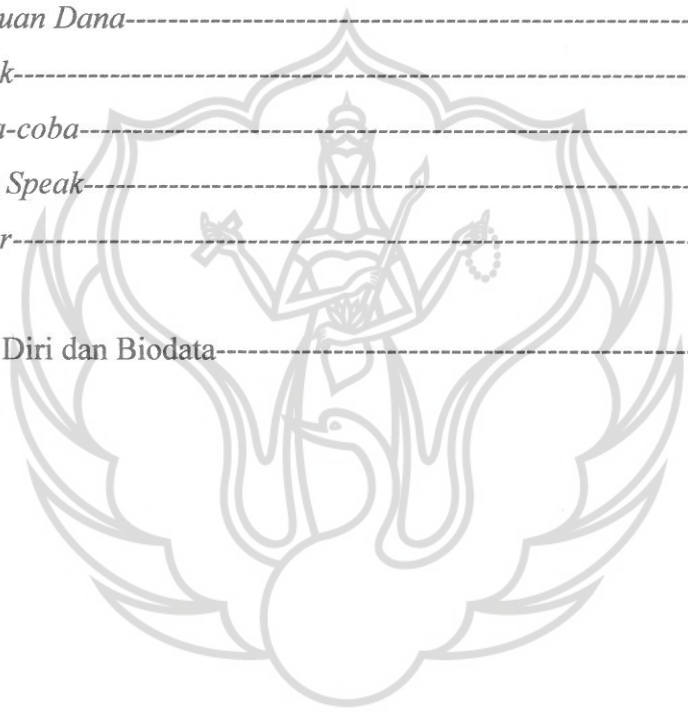 uan Dana-----------------------------------------------------------------
k-----------------------------------------------------------------
a-coba-----------------------------------------------------------------
Speak-----------------------------------------------------------------
r-----------------------------------------------------------------
Diri dan Biodata-----------------------------------------------------------------